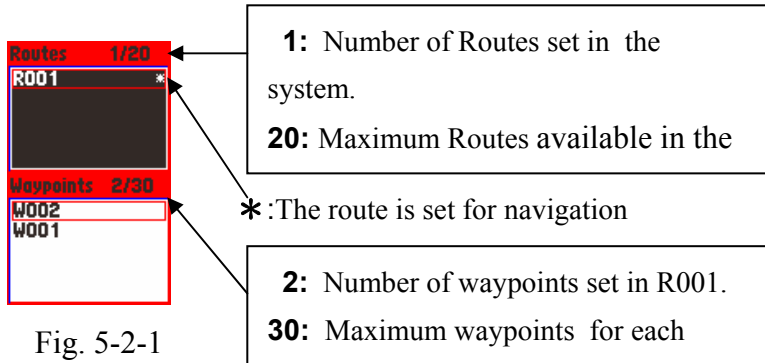 Routes 1/20
R001 *
Waypoints 2/30
W002
W001
Fig. 5-2-1
1: Number of Routes set in the
system.
20: Maximum Routes available in the
*:The route is set for navigation
2: Number of waypoints set in R001.
30: Maximum waypoints for each